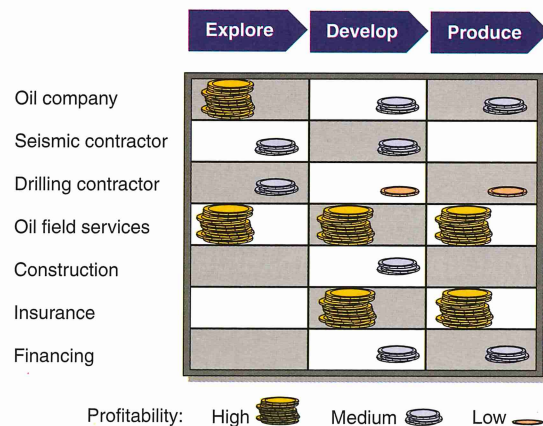 Explore Develop Produce
Oil company
Seismic contractor
Drilling contractor
Oil field services
Construction
Insurance
Financing
Profitability: High Medium Low